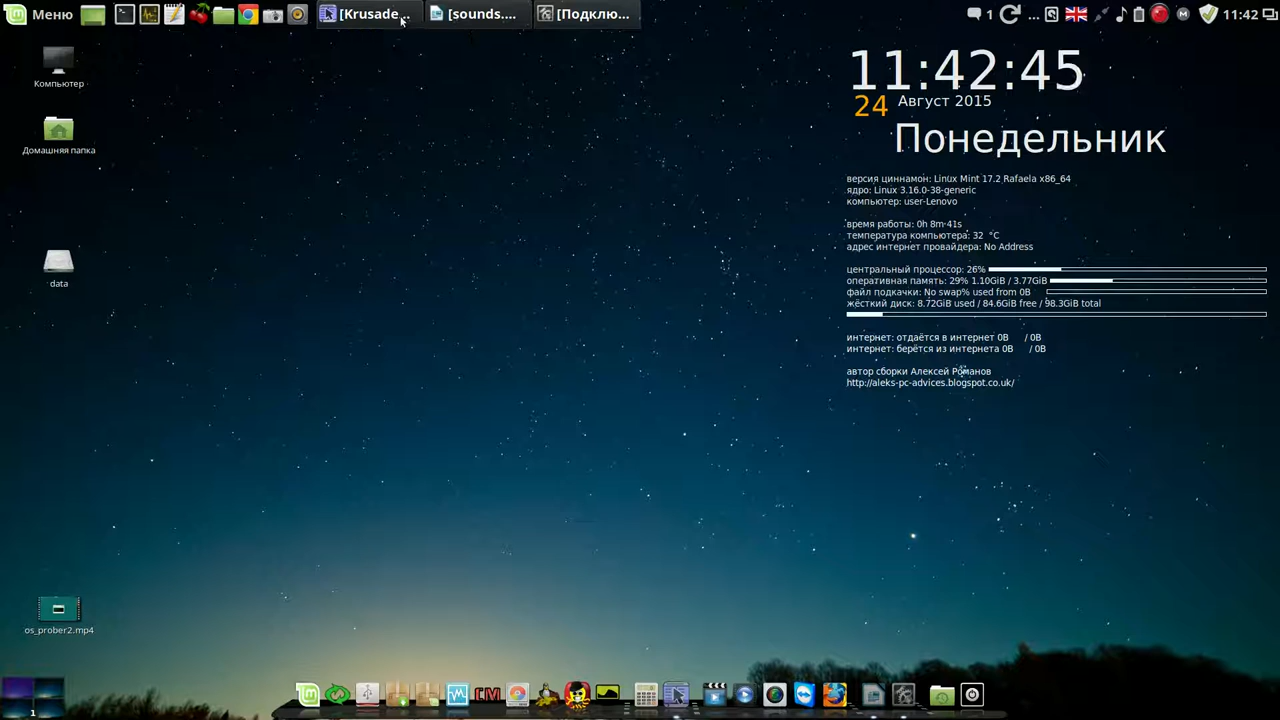 Меню
[Krusade...
[sounds....
[Подклю...
1
...
11:42
Компьютер
Домашняя папка
data
os_prober2.mp4
1
11:42:45
24 Август 2015
Понедельник
версия циннамон: Linux Mint 17.2 Rafaela x86_64
ядро: Linux 3.16.0-38-generic
компьютер: user-Lenovo
время работы: 0h 8m 41s
температура компьютера: 32 °C
адрес интернет провайдера: No Address
центральный процессор: 26%
оперативная память: 29% 1.10GiB / 3.77GiB
файл подкачки: No swap% used from 0B
жёсткий диск: 8.72GiB used / 84.6GiB free / 98.3GiB total
интернет: отдаётся в интернет 0B / 0B
интернет: берётся из интернета 0B / 0B
автор сборки Алексей Романов
http://aleks-pc-advices.blogspot.co.uk/